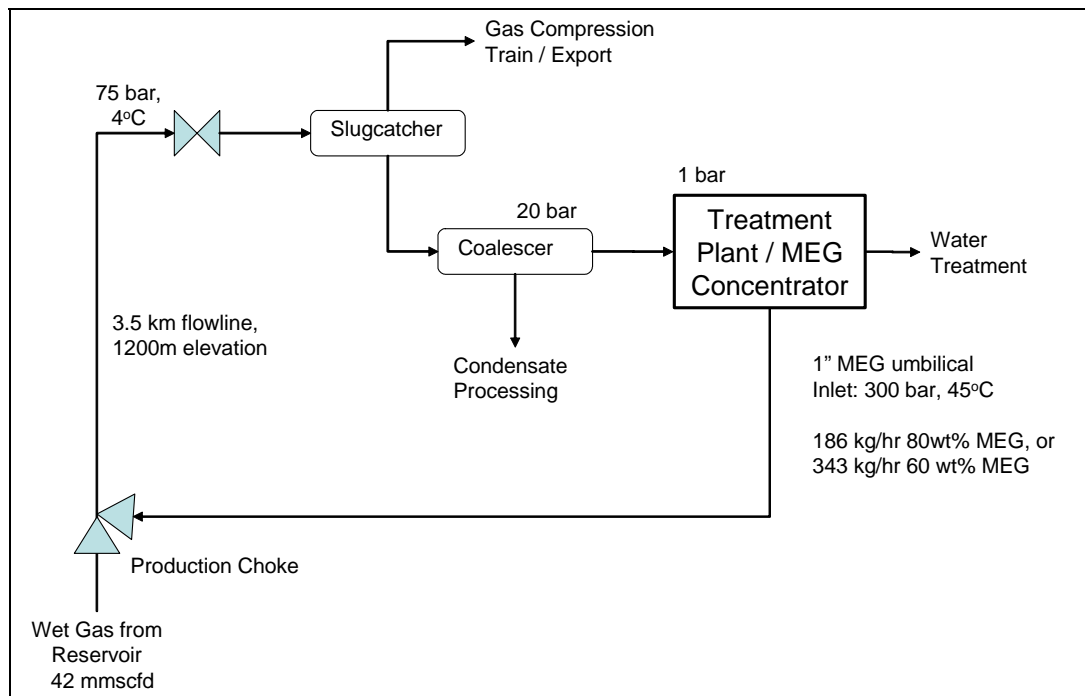 Gas Compression
Train / Export
75 bar,
4°C
Slugcatcher
1 bar
20 bar
Treatment
Plant / MEG
Concentrator
Coalescer
Water
Treatment
3.5 km flowline,
1200m elevation
Condensate
Processing
1” MEG umbilical
Inlet: 300 bar, 45°C
186 kg/hr 80wt% MEG, or
343 kg/hr 60 wt% MEG
Production Choke
Wet Gas from
Reservoir
42 mmscfd